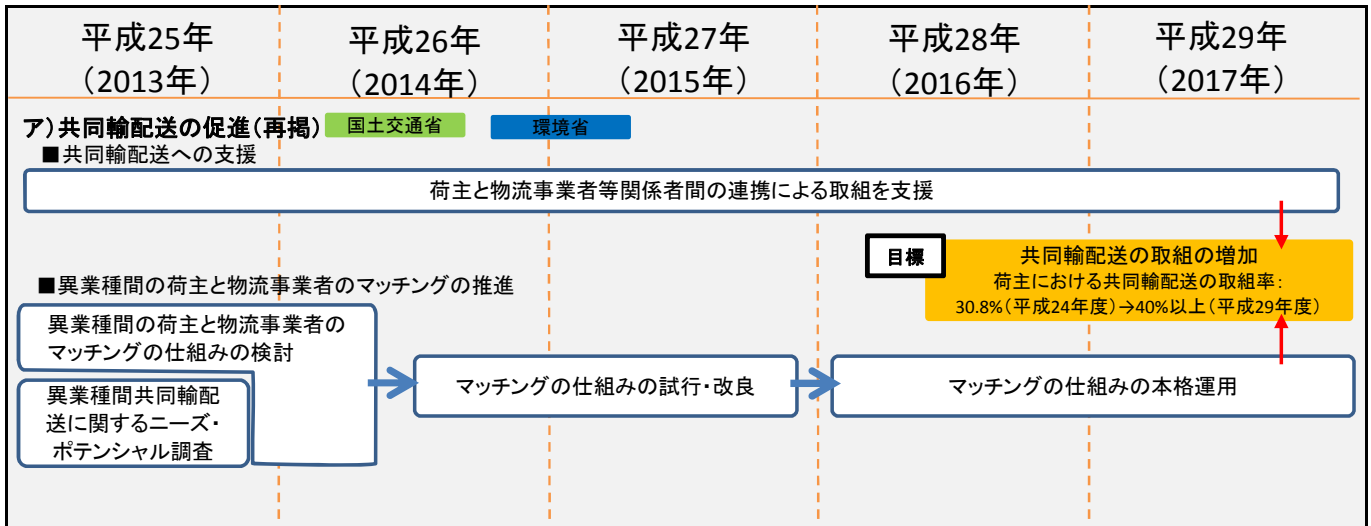 平成25年
(2013年)
平成26年
(2014年)
平成27年
(2015年)
平成28年
(2016年)
平成29年
(2017年)
ア)共同輸配送の促進(再掲)
国土交通省
環境省
■共同輸配送への支援
荷主と物流事業者等関係者間の連携による取組を支援
目標
共同輸配送の取組の増加
荷主における共同輸配送の取組率:
30.8%(平成24年度)→40%以上(平成29年度)
■異業種間の荷主と物流事業者のマッチングの推進
異業種間の荷主と物流事業者の
マッチングの仕組みの検討
異業種間共同輸配
送に関するニーズ・
ポテンシャル調査
マッチングの仕組みの試行・改良
マッチングの仕組みの本格運用